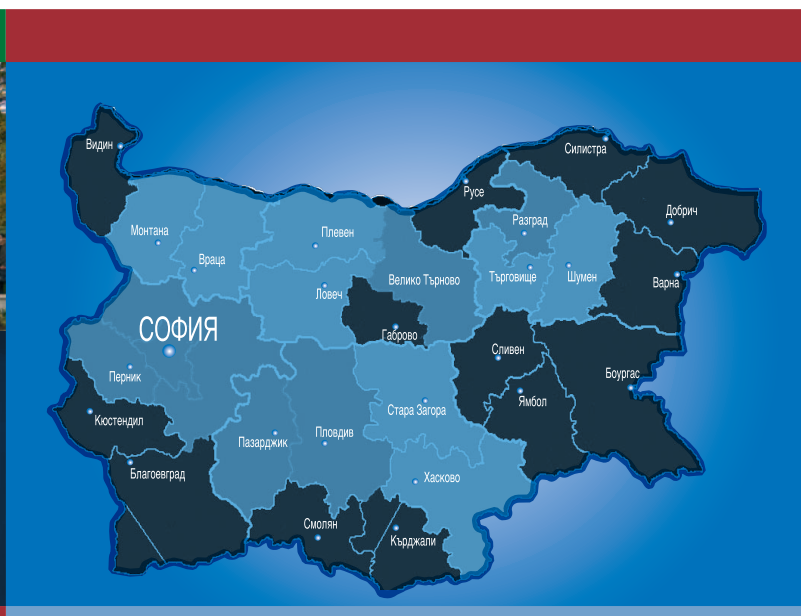 Видин
Силистра
Русе
Добрич
Разград
Монтана
Плевен
Враца
Велико Търново
Търговище
Шумен
Варна
Ловеч
СОФИЯ
Габрово
Сливен
Перник
Боургас
Ямбол
Стара Загора
Кюстендил
Пазарджик
Пловдив
Благоевград
Хасково
Смолян
Кърджали